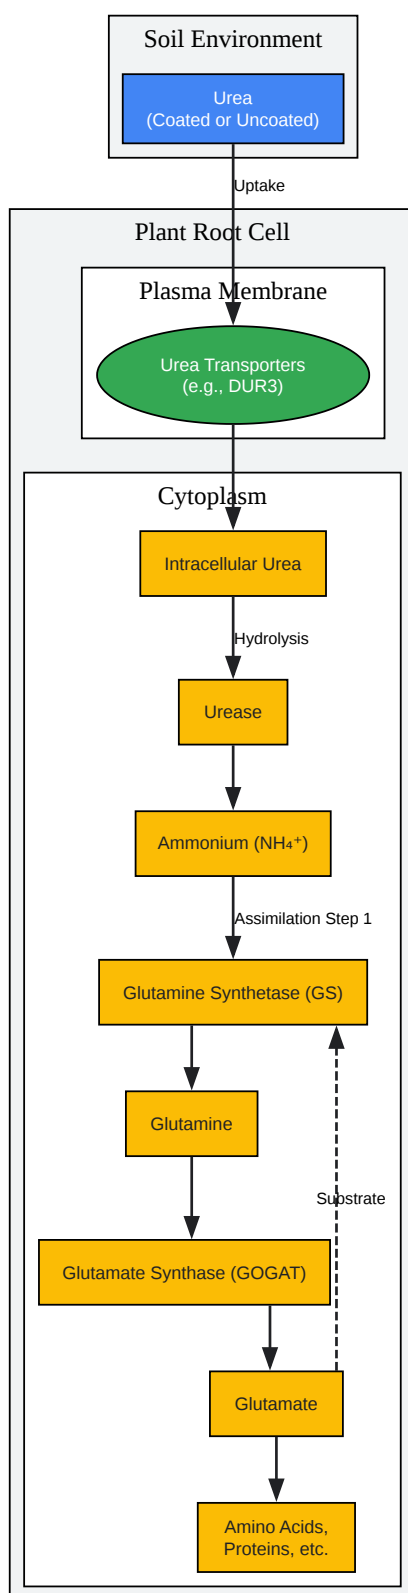 Soil Environment
Urea
(Coated or Uncoated)
Uptake
Plant Root Cell
Plasma Membrane
Urea Transporters
(e.g., DUR3)
Cytoplasm
Intracellular Urea
Hydrolysis
Urease
Ammonium (NH₄⁺)
Assimilation Step 1
Glutamine Synthetase (GS)
Glutamine
Substrate
Glutamate Synthase (GOGAT)
Glutamate
Amino Acids,
Proteins, etc.